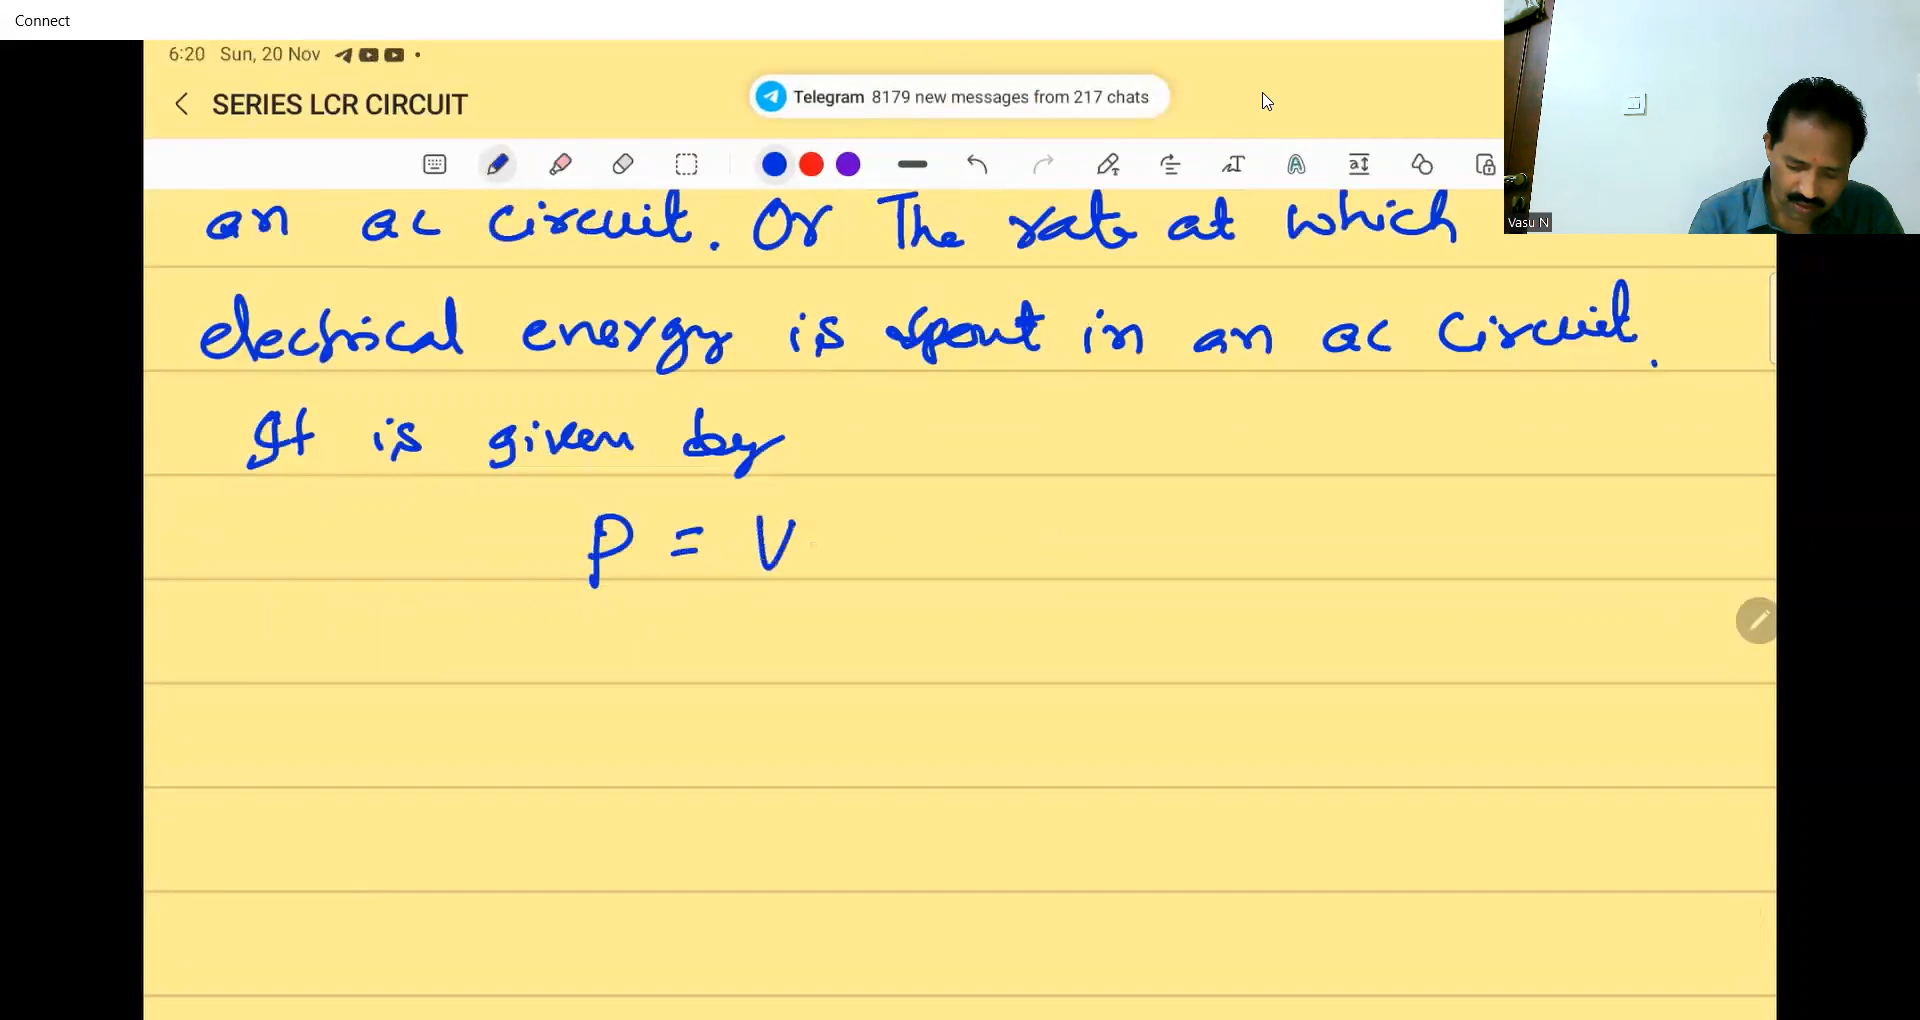 Connect
6:20 Sun, 20 Nov
SERIES LCR CIRCUIT
Telegram 8179 new messages from 217 chats
Vasu N
an ac circuit. Or The rate at which
electrical energy is spent in an ac circuit.
It is given by
P = V